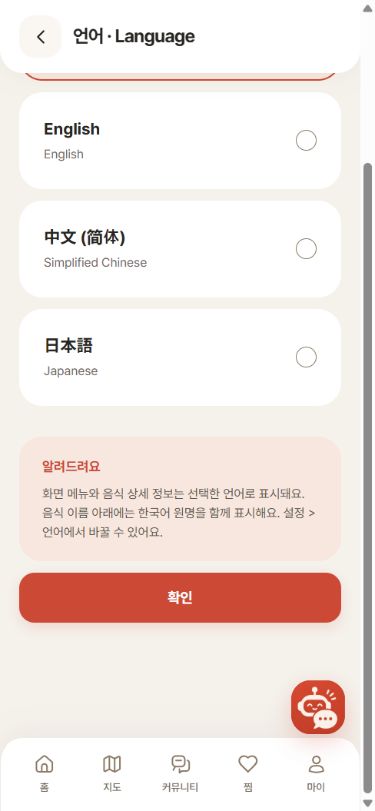 언어 · Language
English
English
中文 (简体)
Simplified Chinese
日本語
Japanese
알려드려요
화면 메뉴와 음식 상세 정보는 선택한 언어로 표시돼요.
음식 이름 아래에는 한국어 원명을 함께 표시해요. 설정 >
언어에서 바꿀 수 있어요.
확인
홈
지도
커뮤니티
찜
마이